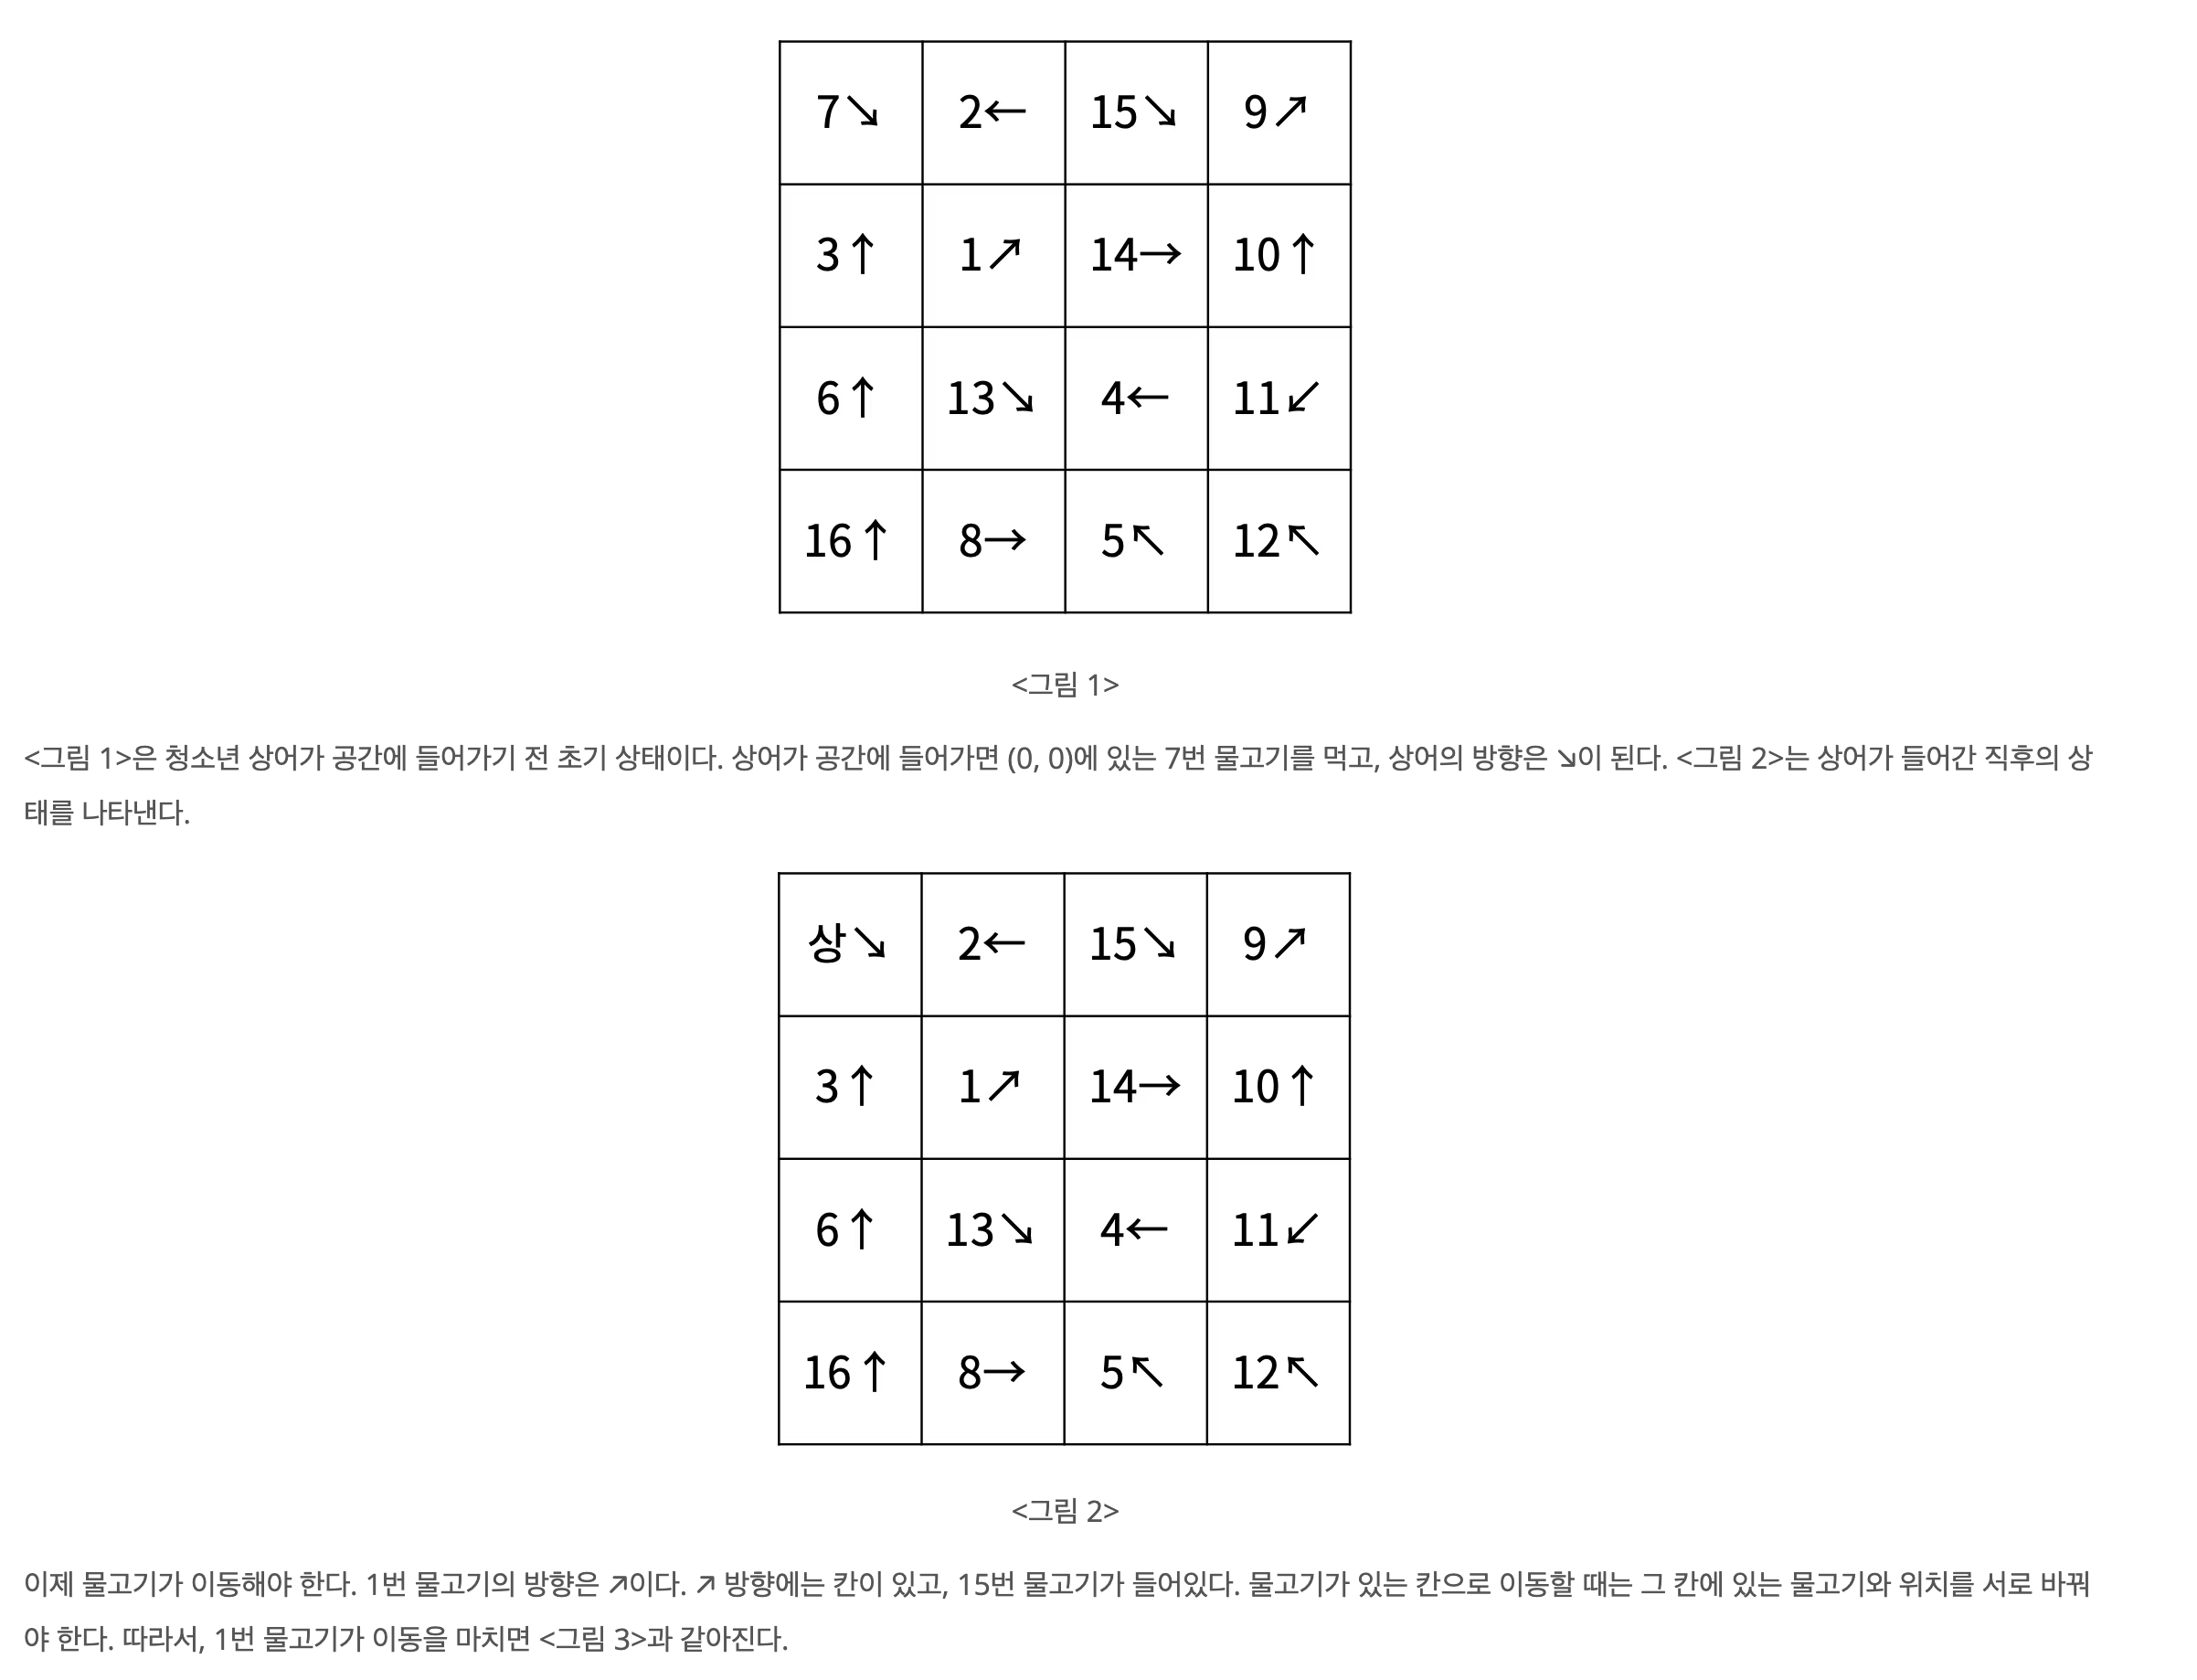 7↘ 2← 15↘ 9↗
3↑ 1↗ 14→ 10↑
6↑ 13↘ 4← 11↙
16↑ 8→ 5↖ 12↖
<그림 1>
<그림 1>은 청소년 상어가 공간에 들어가기 전 초기 상태이다. 상어가 공간에 들어가면 (0, 0)에 있는 7번 물고기를 먹고, 상어의 방향은 ↘이 된다. <그림 2>는 상어가 들어간 직후의 상
태를 나타낸다.
상↘ 2← 15↘ 9↗
3↑ 1↗ 14→ 10↑
6↑ 13↘ 4← 11↙
16↑ 8→ 5↖ 12↖
<그림 2>
이제 물고기가 이동해야 한다. 1번 물고기의 방향은 ↗이다. ↗ 방향에는 칸이 있고, 15번 물고기가 들어있다. 물고기가 있는 칸으로 이동할 때는 그 칸에 있는 물고기와 위치를 서로 바꿔
야 한다. 따라서, 1번 물고기가 이동을 마치면 <그림 3>과 같아진다.